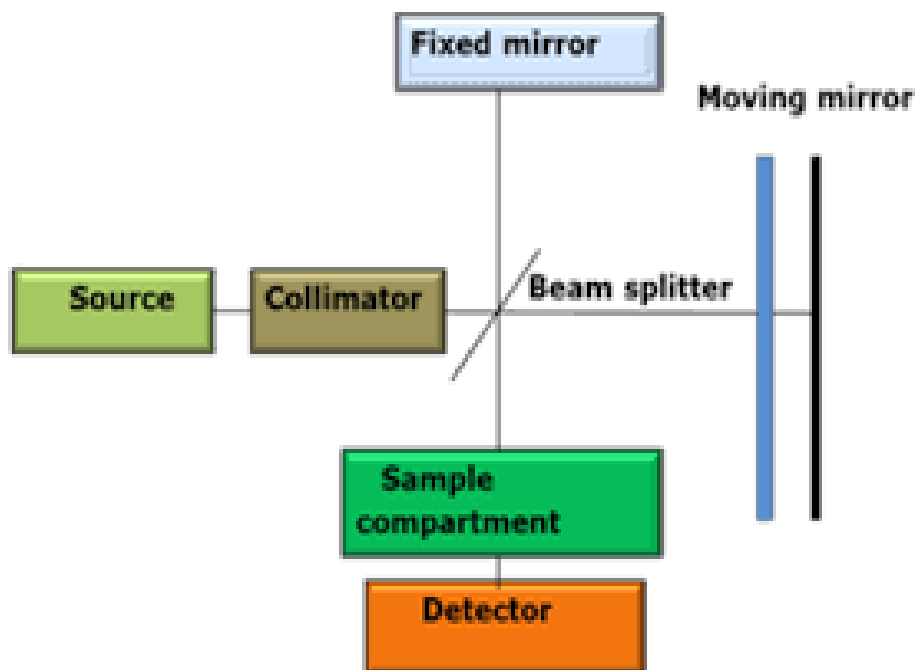 Fixed mirror
Moving mirror
Source
Collimator
Beam splitter
Sample
compartment
Detector